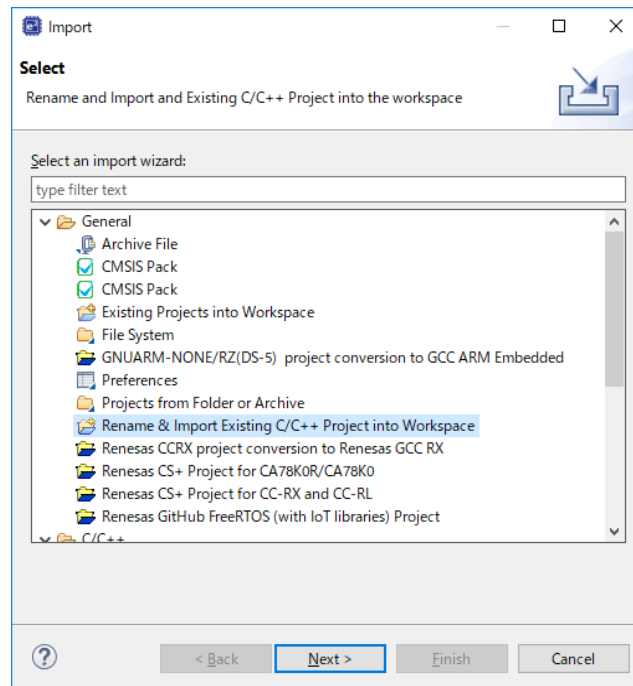 Import
Select
Rename and Import and Existing C/C++ Project into the workspace
Select an import wizard:
type filter text
General
Archive File
CMSIS Pack
CMSIS Pack
Existing Projects into Workspace
File System
GNUARM-NONE/RZ(DS-5) project conversion to GCC ARM Embedded
Preferences
Projects from Folder or Archive
Rename & Import Existing C/C++ Project into Workspace
Renesas CCRX project conversion to Renesas GCC RX
Renesas CS+ Project for CA78K0R/CA78K0
Renesas CS+ Project for CC-RX and CC-RL
Renesas GitHub FreeRTOS (with IoT libraries) Project
C/C++
?
< Back Next > Finish Cancel